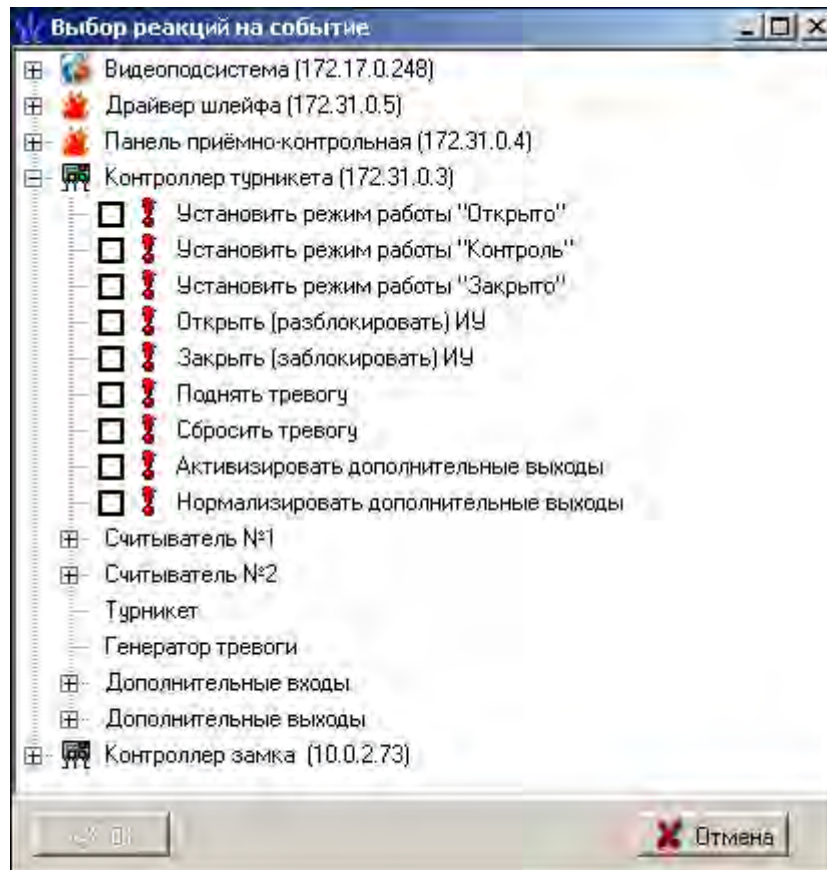 Выбор реакций на событие
Видеоподсистема (172.17.0.248)
Драйвер шлейфа (172.31.0.5)
Панель приёмно-контрольная (172.31.0.4)
Контроллер турникета (172.31.0.3)
Установить режим работы "Открыто"
Установить режим работы "Контроль"
Установить режим работы "Закрыто"
Открыть (разблокировать) ИУ
Закрыть (заблокировать) ИУ
Поднять тревогу
Сбросить тревогу
Активизировать дополнительные выходы
Нормализировать дополнительные выходы
Считыватель №1
Считыватель №2
Турникет
Генератор тревоги
Дополнительные входы
Дополнительные выходы
Контроллер замка (10.0.2.73)
Отмена